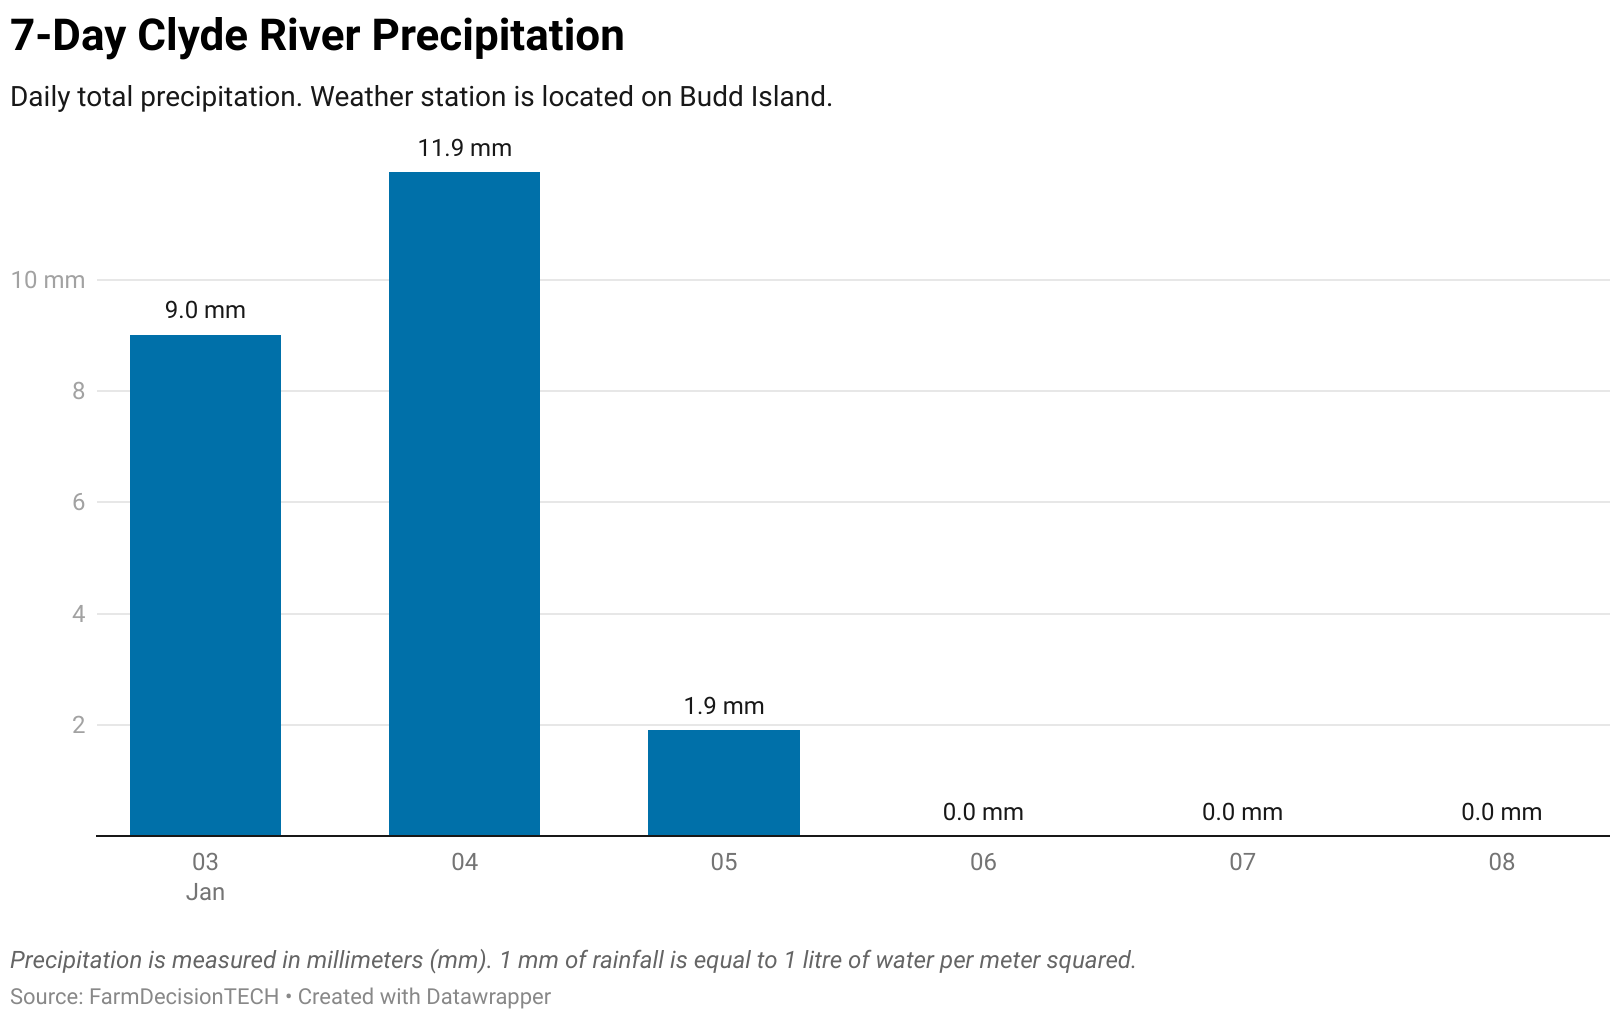 7-Day Clyde River Precipitation
Daily total precipitation. Weather station is located on Budd Island.
11.9 mm
10 mm
9.0 mm
8
6
4
1.9 mm
2
0.0 mm 0.0 mm 0.0 mm
03 04 05 06 07 08
Jan
Precipitation is measured in millimeters (mm). 1 mm of rainfall is equal to 1 litre of water per meter squared.
Source: FarmDecisionTECH • Created with Datawrapper